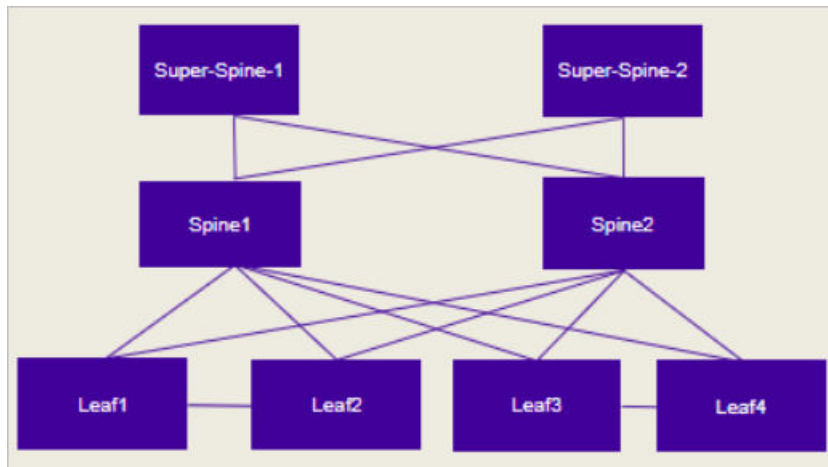 Super-Spine-1
Super-Spine-2
Spine1
Spine2
Leaf1
Leaf2
Leaf3
Leaf4